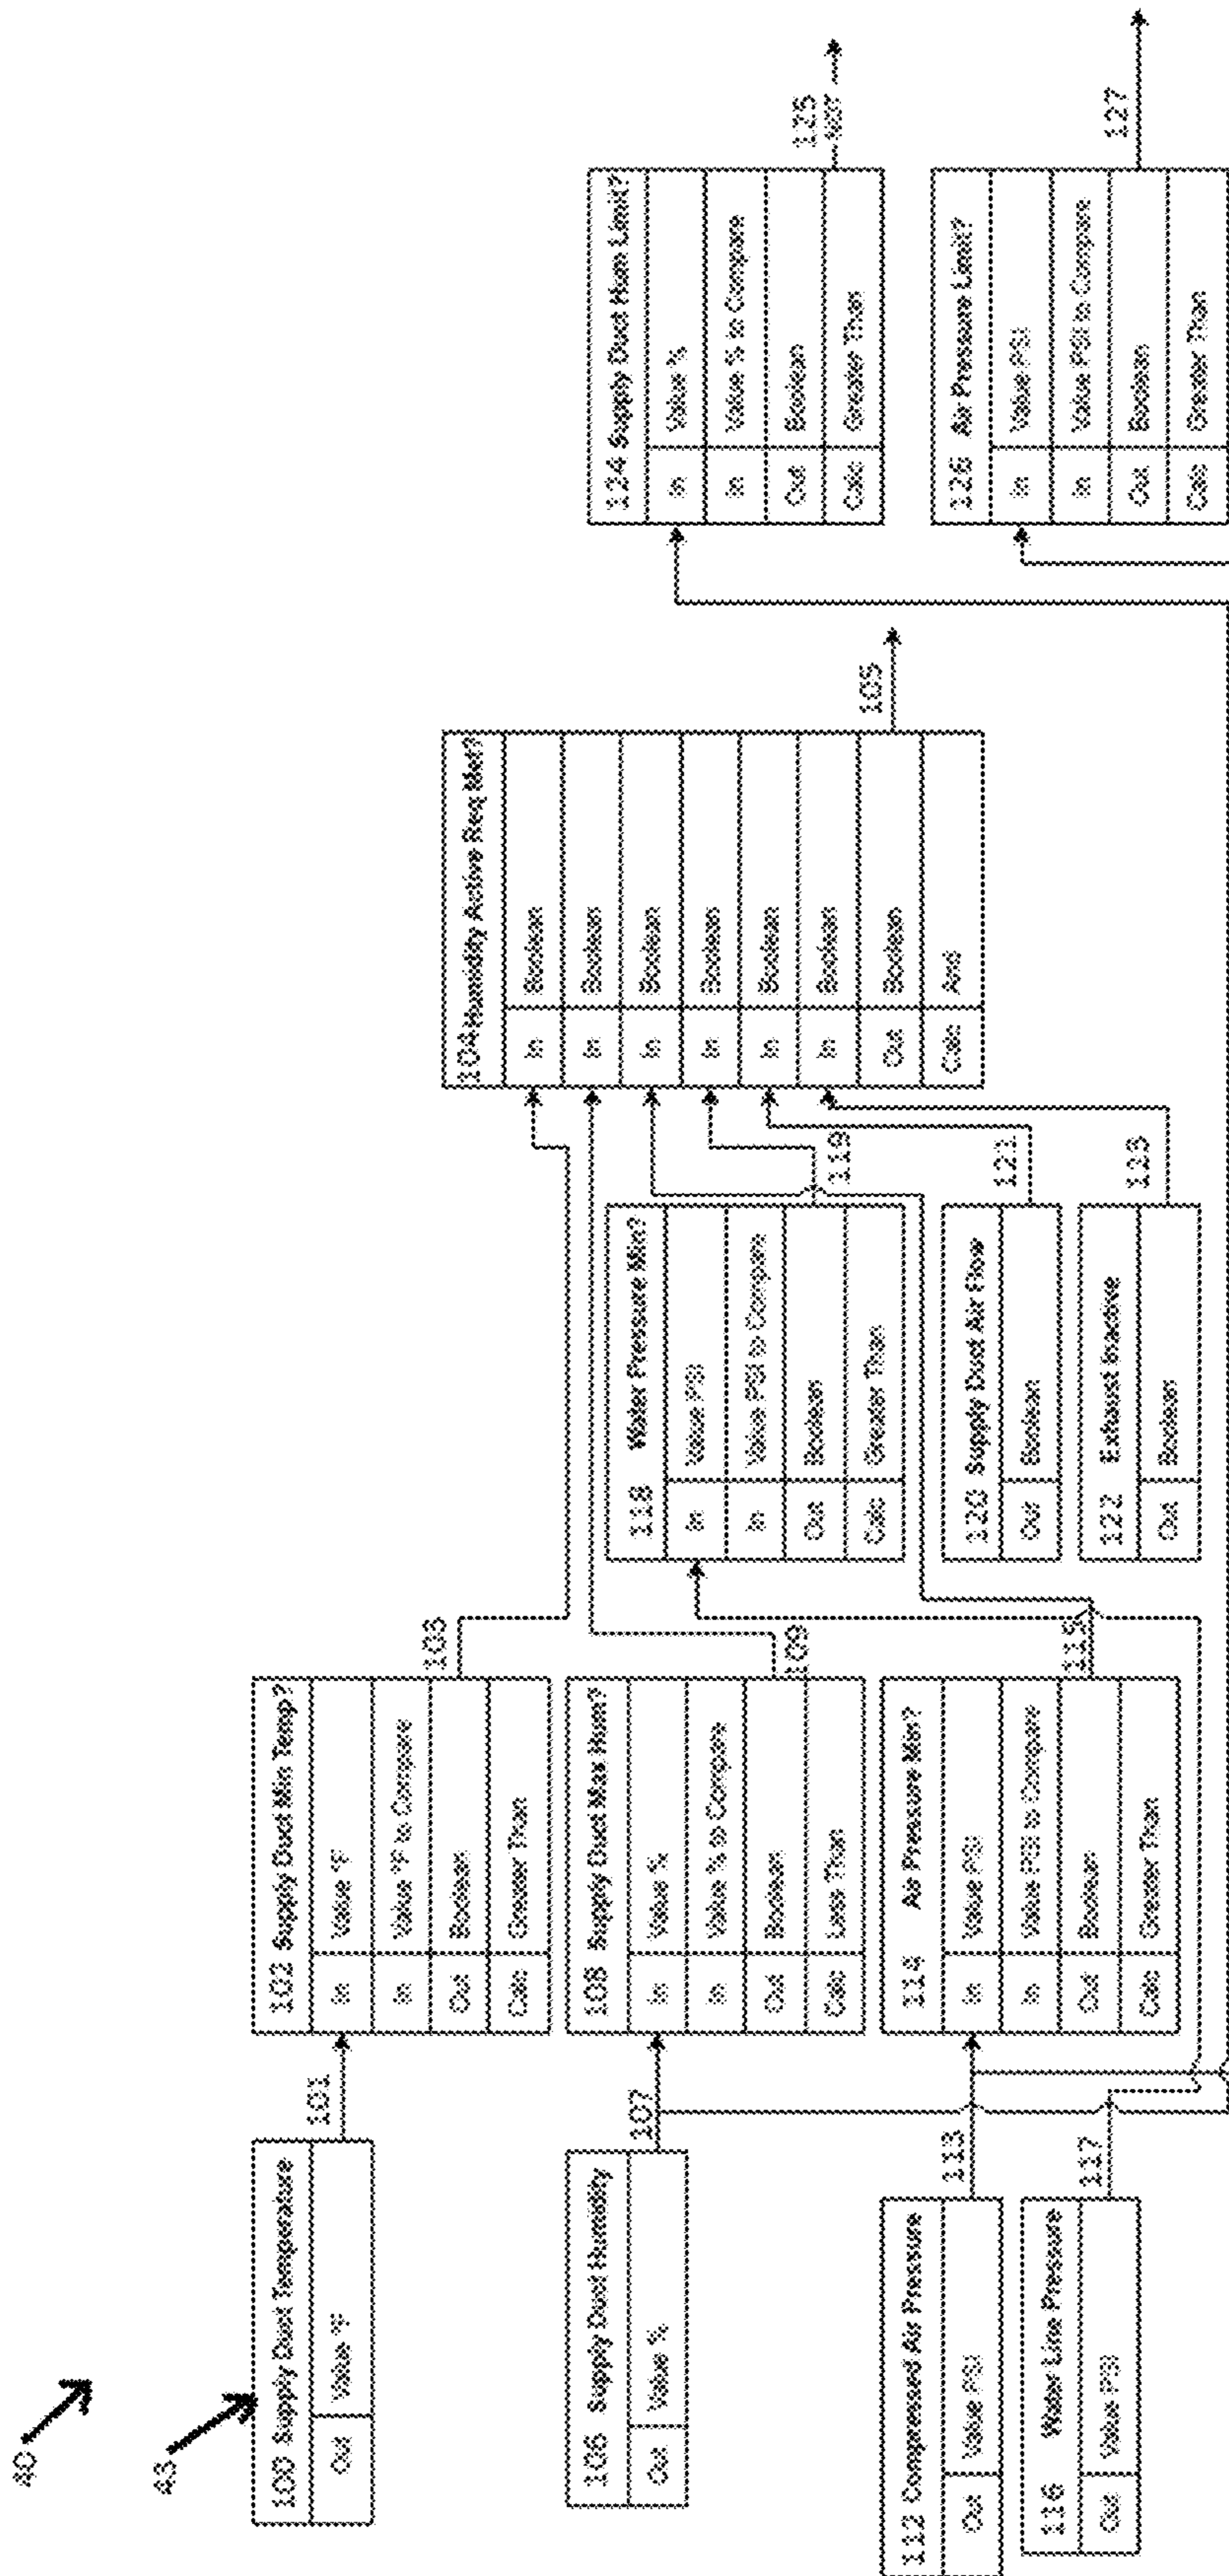 40
43
100 Supply Duct Temperature
Out Value °F
101
102 Supply Duct Min Temp?
In Value °F
In Value °F to Compare
Out Boolean
Calc Greater Than
103
106 Supply Duct Humidity
Out Value %
107
108 Supply Duct Max Hum?
In Value %
In Value % to Compare
Out Boolean
Calc Less Than
109
112 Compressed Air Pressure
Out Value PSI
113
114 Air Pressure Min?
In Value PSI
In Value PSI to Compare
Out Boolean
Calc Greater Than
115
116 Water Line Pressure
Out Value PSI
117
118 Water Pressure Min?
In Value PSI
In Value PSI to Compare
Out Boolean
Calc Greater Than
119
120 Supply Duct Air Flow
Out Boolean
121
122 Exhaust Inactive
Out Boolean
123
104 Humidity Active Req Met?
In Boolean
In Boolean
In Boolean
In Boolean
In Boolean
In Boolean
Out Boolean
Calc And
105
124 Supply Duct Hum Limit?
In Value %
In Value % to Compare
Out Boolean
Calc Greater Than
125
NOT
126 Air Pressure Limit?
In Value PSI
In Value PSI to Compare
Out Boolean
Calc Greater Than
127